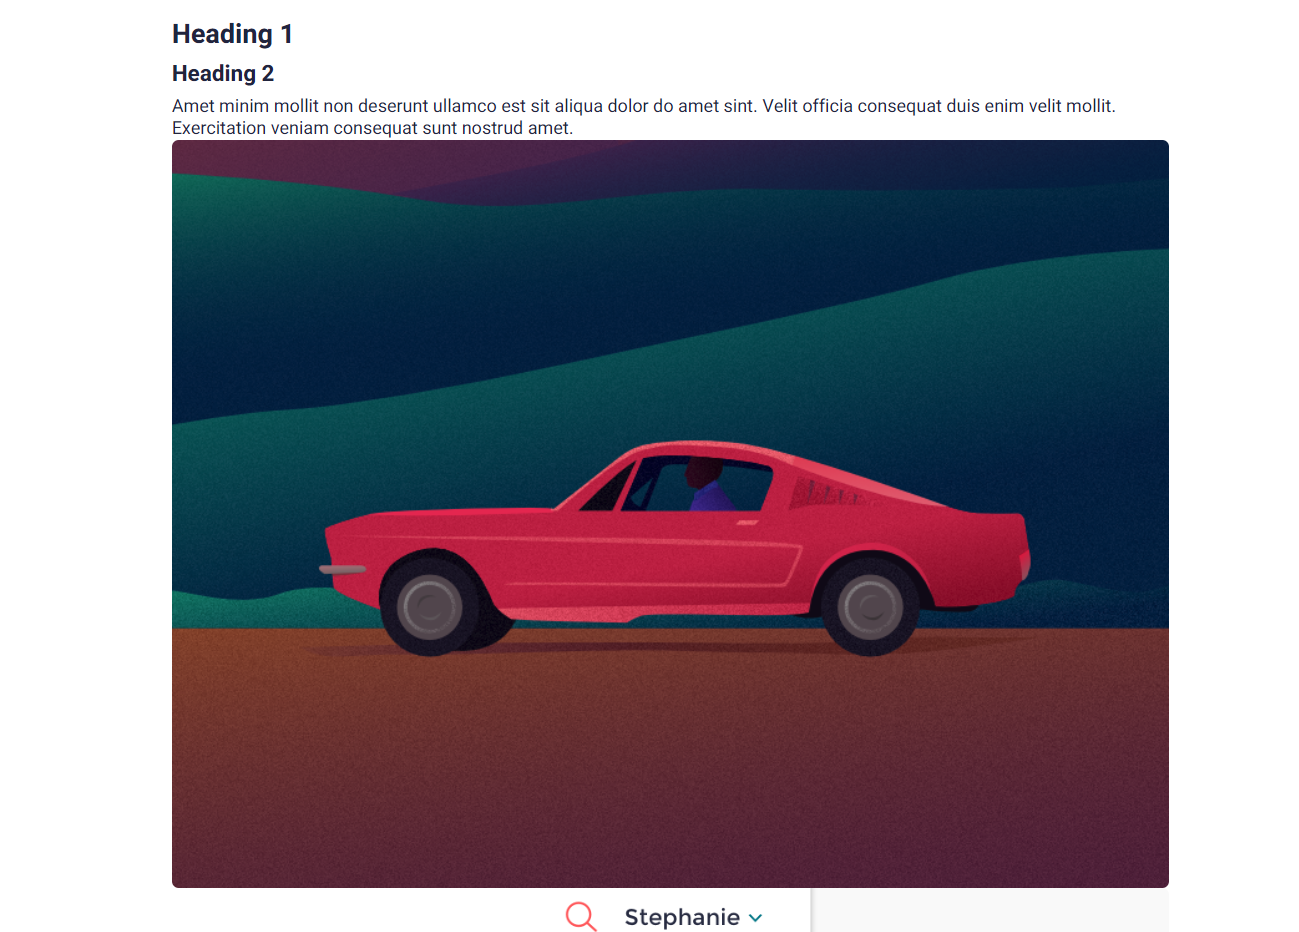 Heading 1
Heading 2
Amet minim mollit non deserunt ullamco est sit aliqua dolor do amet sint. Velit officia consequat duis enim velit mollit.
Exercitation veniam consequat sunt nostrud amet.
Stephanie